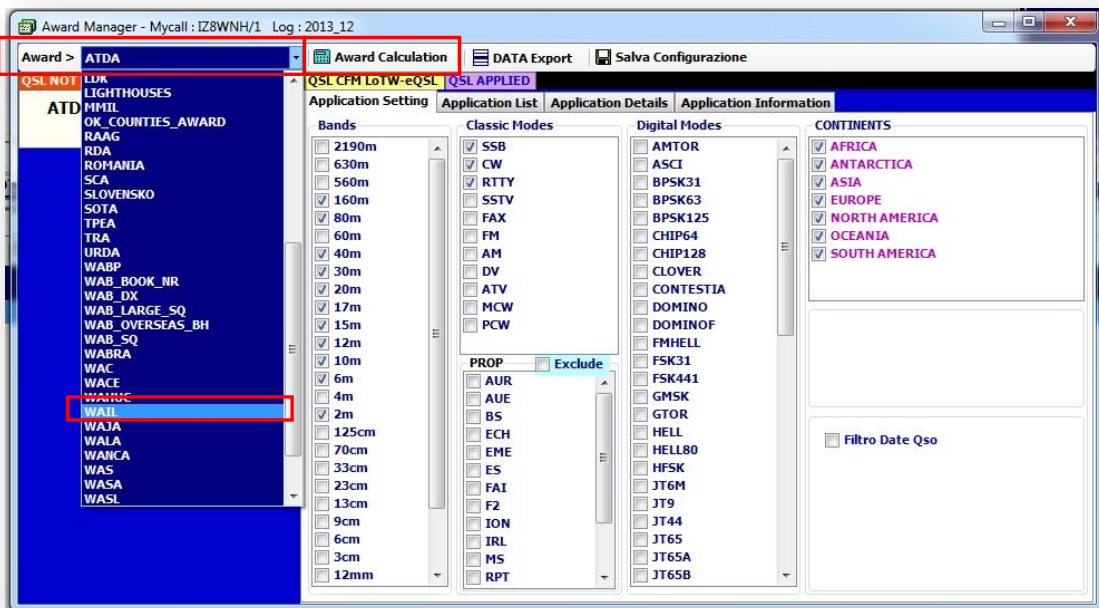 Award Manager - Mycall : IZ8WNH/1 Log : 2013_12
Award > ATDA
Award Calculation
DATA Export
Salva Configurazione
QSL NOT
QSL CFM LoTW-eQSL
QSL APPLIED
ATD
LDK
LIGHTHOUSES
MMIL
OK_COUNTIES_AWARD
RAAG
RDA
ROMANIA
SCA
SLOVENSKO
SOTA
TPEA
TRA
URDA
WABP
WAB_BOOK_NR
WAB_DX
WAB_LARGE_SQ
WAB_OVERSEAS_BH
WAB_SQ
WABRA
WAC
WACE
WAHUC
WAIL
WAJA
WALA
WANCA
WAS
WASA
WASL
Application Setting
Application List
Application Details
Application Information
Bands
2190m
630m
560m
160m
80m
60m
40m
30m
20m
17m
15m
12m
10m
6m
4m
2m
125cm
70cm
33cm
23cm
13cm
9cm
6cm
3cm
12mm
Classic Modes
SSB
CW
RTTY
SSTV
FAX
FM
AM
DV
ATV
MCW
PCW
PROP
Exclude
AUR
AUE
BS
ECH
EME
ES
FAI
F2
ION
IRL
MS
RPT
Digital Modes
AMTOR
ASCI
BPSK31
BPSK63
BPSK125
CHIP64
CHIP128
CLOVER
CONTESTIA
DOMINO
DOMINOF
FMHELL
FSK31
FSK441
GMSK
GTOR
HELL
HELL80
HFSK
JT6M
JT9
JT44
JT65
JT65A
JT65B
CONTINENTS
AFRICA
ANTARCTICA
ASIA
EUROPE
NORTH AMERICA
OCEANIA
SOUTH AMERICA
Filtro Date Qso